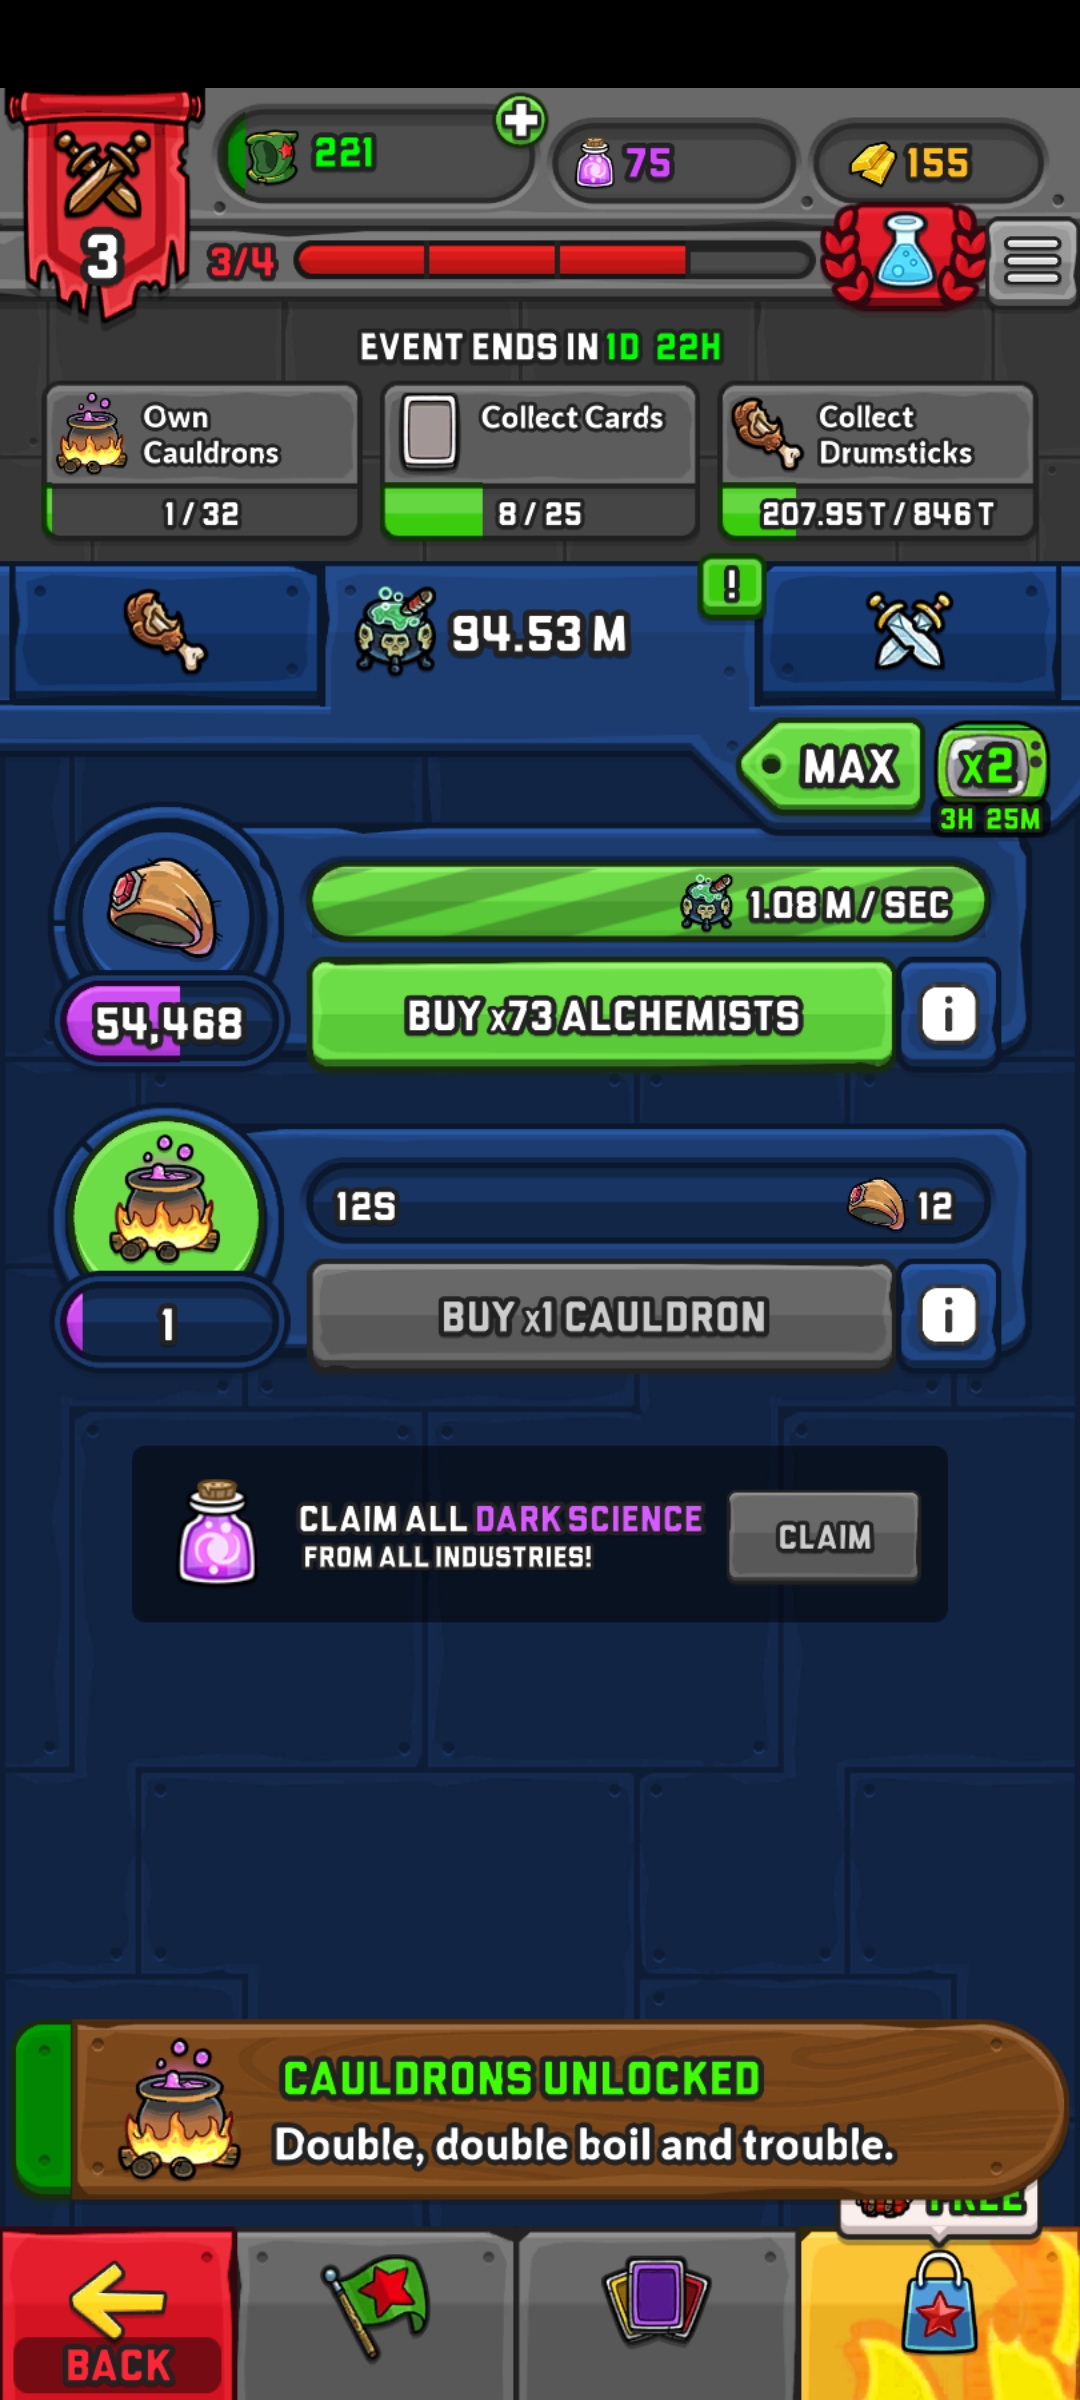 221
75
155
3
3/4
EVENT ENDS IN 1D 22H
Own
Cauldrons
1/32
Collect Cards
8/25
Collect
Drumsticks
207.95 T/846 T
94.53 M
!
MAX
x2
3H 25M
1.08 M/SEC
54,468
BUY x73 ALCHEMISTS
i
12S
12
1
BUY x1 CAULDRON
i
CLAIM ALL DARK SCIENCE
FROM ALL INDUSTRIES!
CLAIM
CAULDRONS UNLOCKED
Double, double boil and trouble.
FREE
BACK